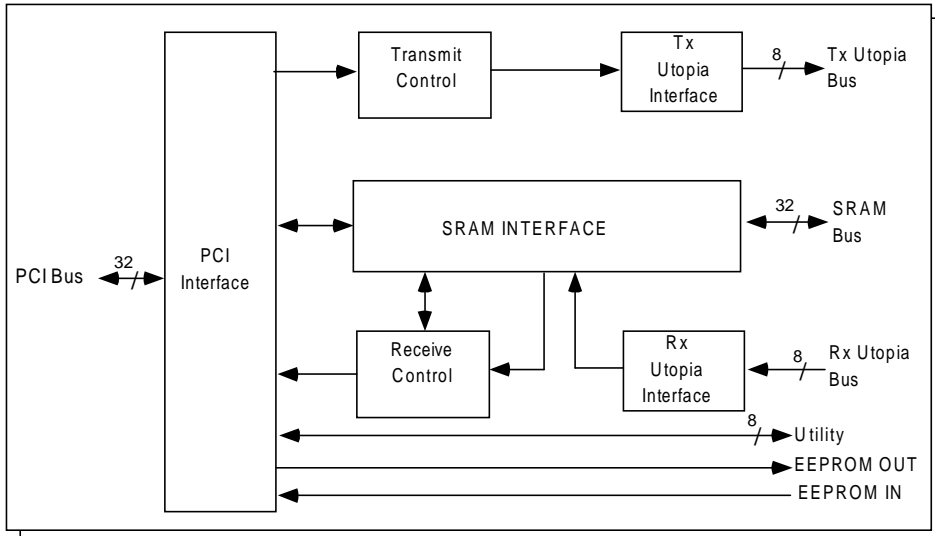 Transmit
Control
Tx
Utopia
Interface
8
Tx Utopia
Bus
SRAM INTERFACE
32
SRAM
Bus
PCI Bus
32
PCI
Interface
Receive
Control
Rx
Utopia
Interface
8
Rx Utopia
Bus
8
Utility
EEPROM OUT
EEPROM IN